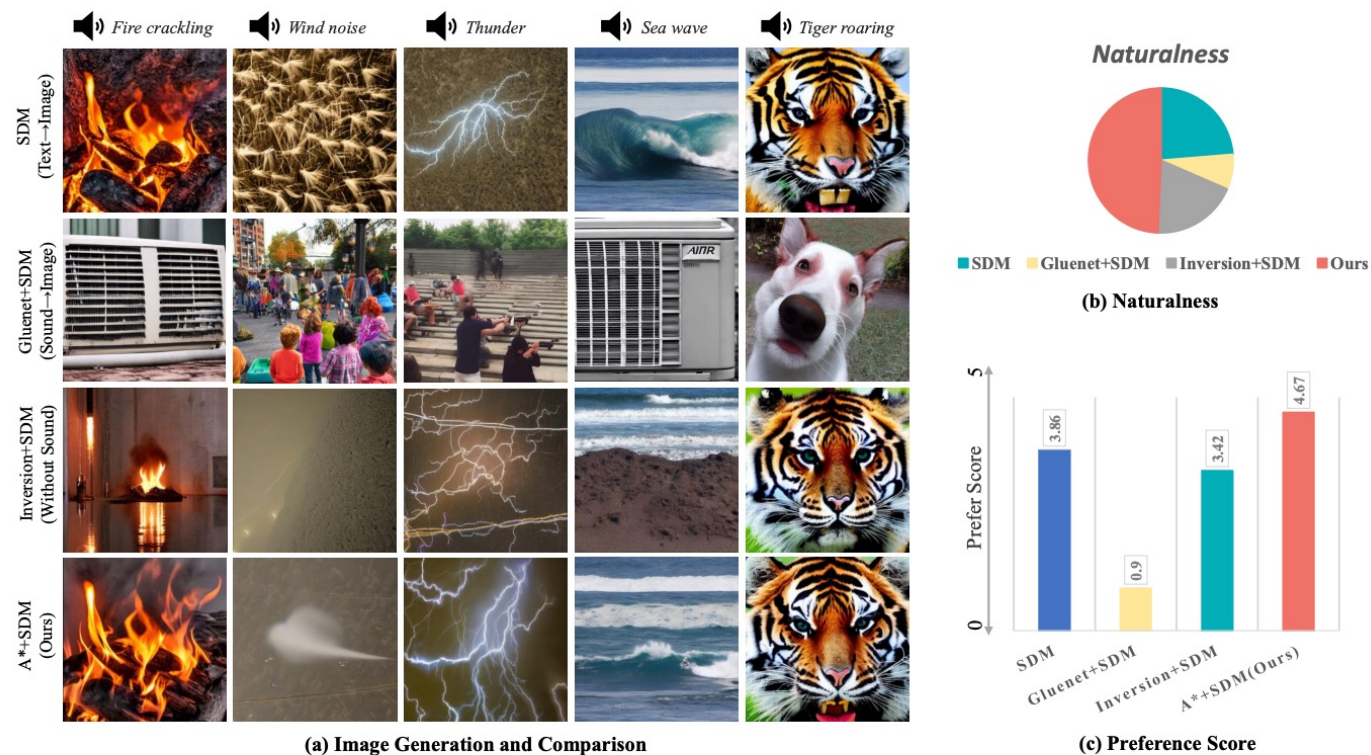 Fire crackling
Wind noise
Thunder
Sea wave
Tiger roaring
SDM
(Text→Image)
Gluenet+SDM
(Sound→Image)
AIIR
Inversion+SDM
(Without Sound)
A*+SDM
(Ours)
(a) Image Generation and Comparison
Naturalness
SDM Gluenet+SDM Inversion+SDM Ours
(b) Naturalness
5
Prefer Score
0
3.86
0.9
3.42
4.67
SDM
Gluenet+SDM
Inversion+SDM
A*+SDM(Ours)
(c) Preference Score